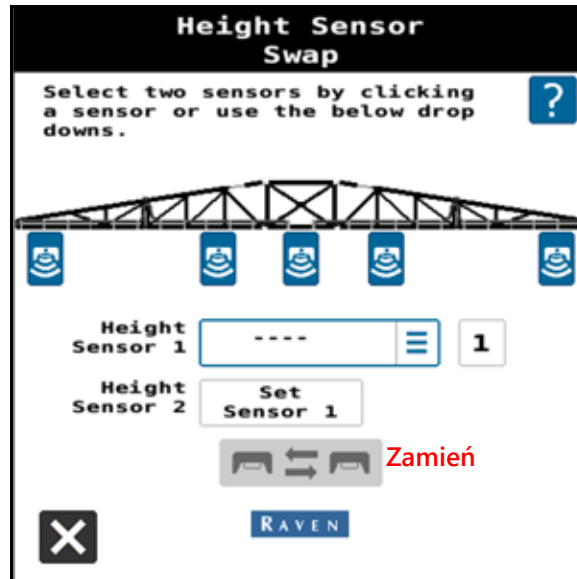 Height Sensor
Swap
Select two sensors by clicking
a sensor or use the below drop
downs.
?
Height
Sensor 1
----
1
Height
Sensor 2
Set
Sensor 1
Zamień
RAVEN